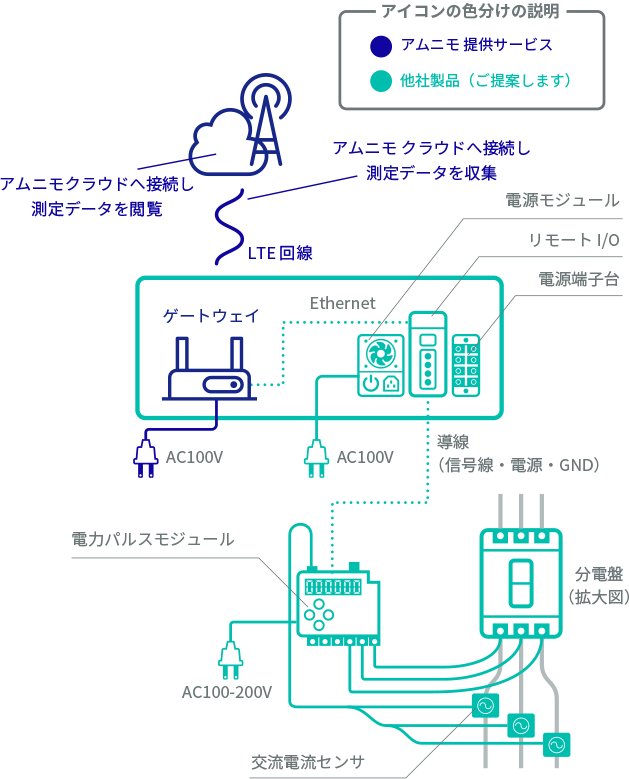 アイコンの色分けの説明
アムニモ 提供サービス
他社製品（ご提案します）
アムニモ クラウドへ接続し
測定データを収集
アムニモクラウドへ接続し
測定データを閲覧
LTE 回線
電源モジュール
リモート I/O
電源端子台
Ethernet
ゲートウェイ
AC100V
AC100V
導線
（信号線・電源・GND）
電力パルスモジュール
分電盤
（拡大図）
AC100-200V
交流電流センサ